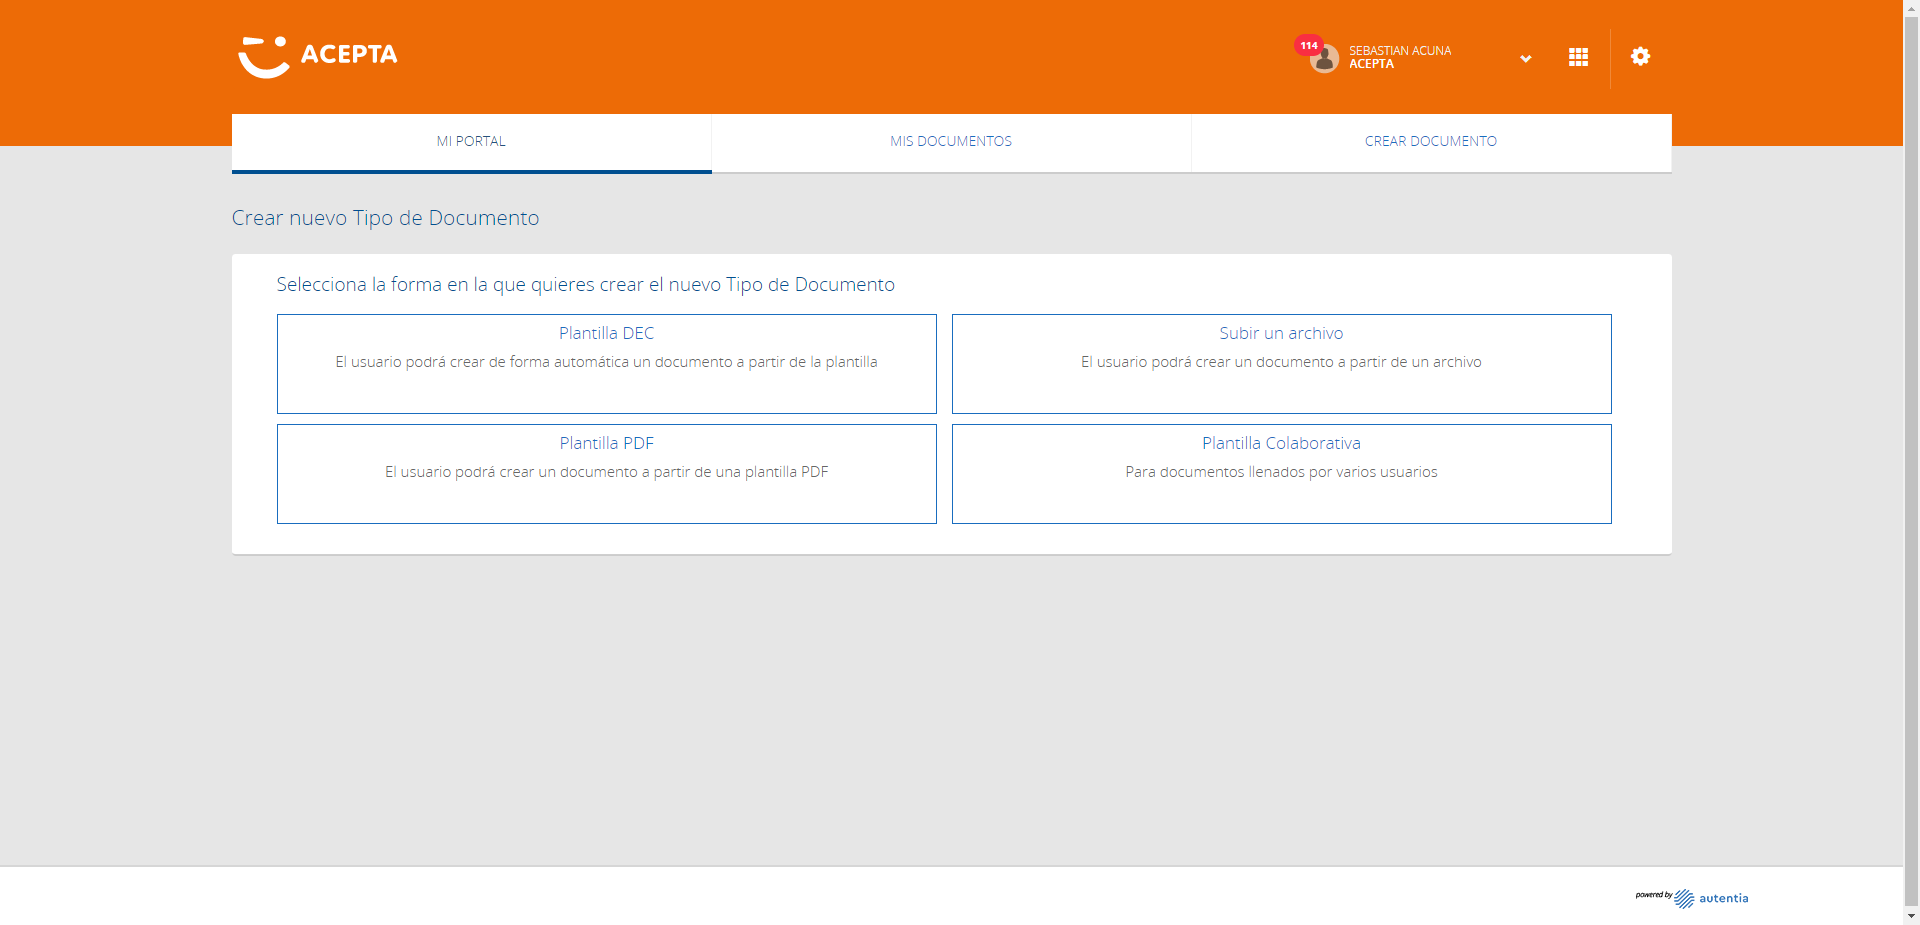 ACEPTA
114
SEBASTIAN ACUNA
ACEPTA
MI PORTAL
MIS DOCUMENTOS
CREAR DOCUMENTO
Crear nuevo Tipo de Documento
Selecciona la forma en la que quieres crear el nuevo Tipo de Documento
Plantilla DEC
El usuario podrá crear de forma automática un documento a partir de la plantilla
Subir un archivo
El usuario podrá crear un documento a partir de un archivo
Plantilla PDF
El usuario podrá crear un documento a partir de una plantilla PDF
Plantilla Colaborativa
Para documentos llenados por varios usuarios
powered by autentia